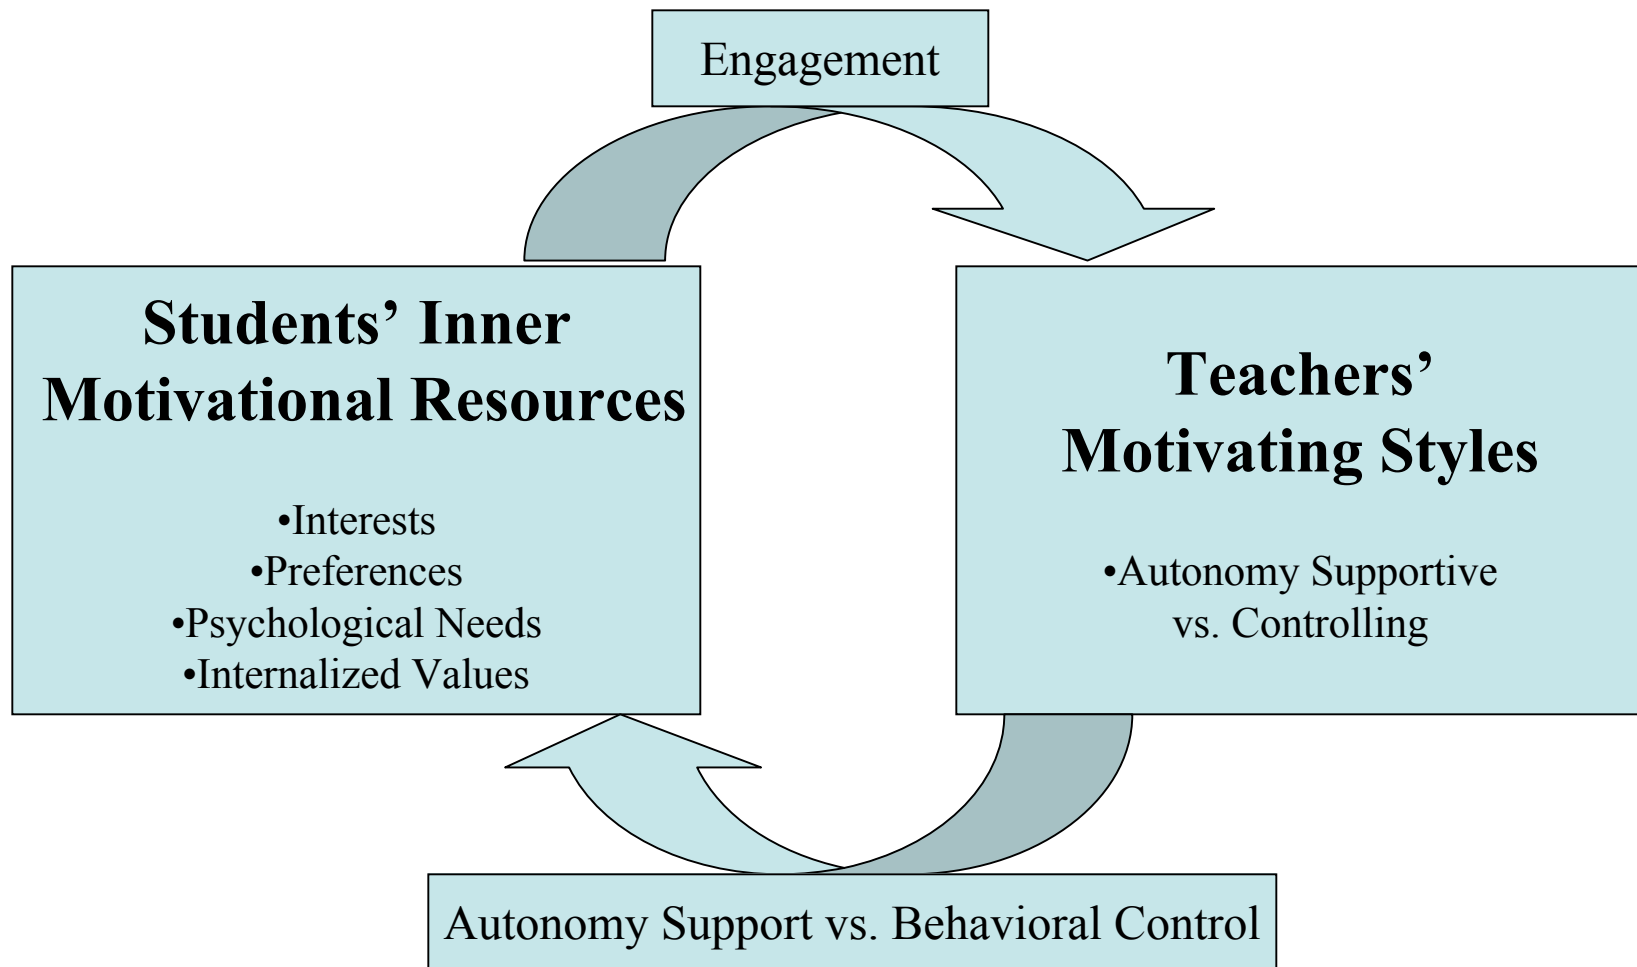 Engagement
Students’ Inner
Motivational Resources
•Interests
•Preferences
•Psychological Needs
•Internalized Values
Teachers’
Motivating Styles
•Autonomy Supportive
vs. Controlling
Autonomy Support vs. Behavioral Control